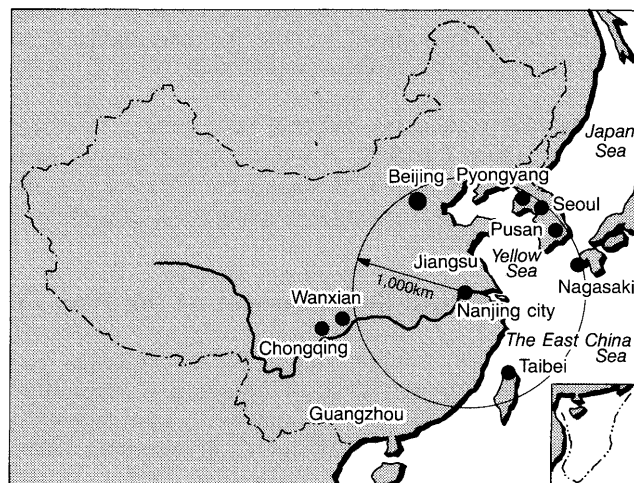 Japan
Sea
Beijing
Pyongyang
Seoul
Pusan
Yellow
Sea
Jiangsu
1,000km
Nagasaki
Wanxian
Nanjing city
Chongqing
The East China
Sea
Taibei
Guangzhou